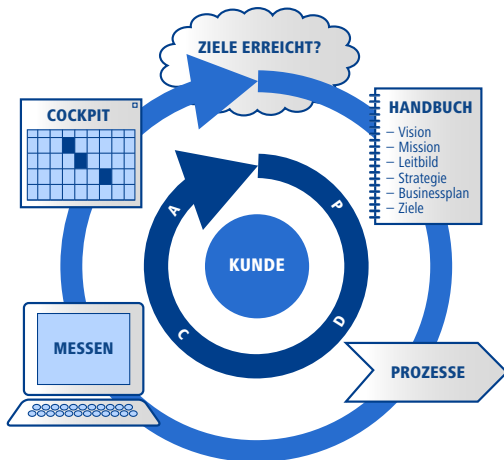 ZIELE ERREICHT?
HANDBUCH
– Vision
– Mission
– Leitbild
– Strategie
– Businessplan
– Ziele
COCKPIT
A
P
KUNDE
C
D
MESSEN
PROZESSE